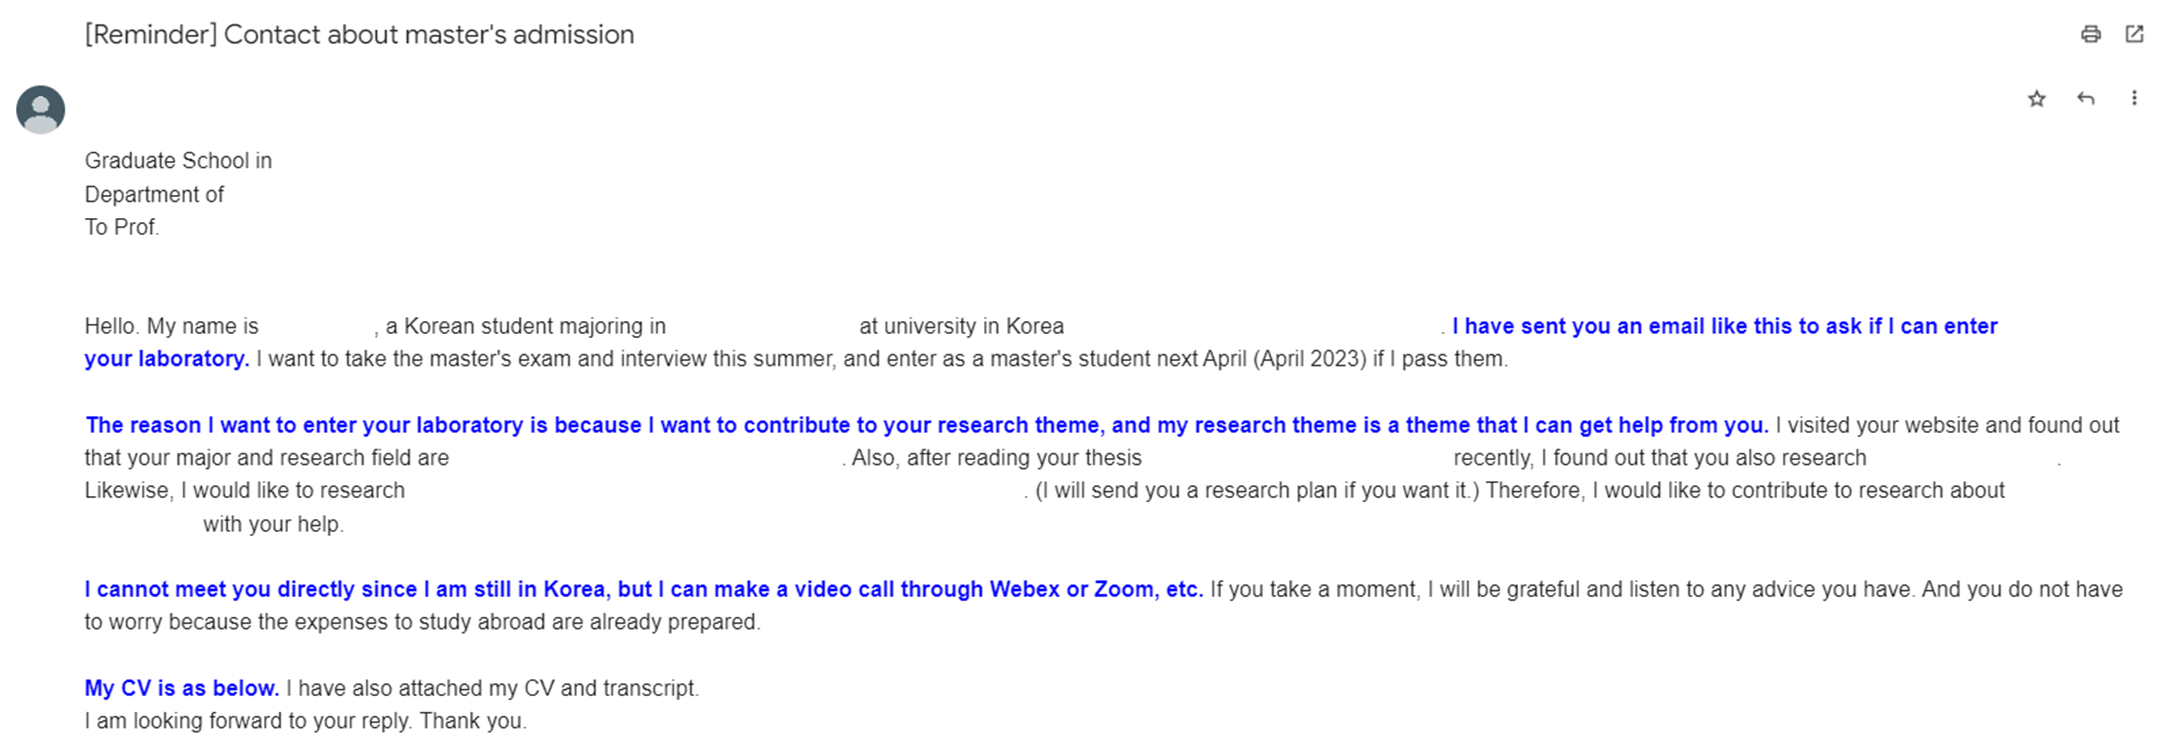 [Reminder] Contact about master's admission
Graduate School in
Department of
To Prof.
Hello. My name is , a Korean student majoring in at university in Korea . I have sent you an email like this to ask if I can enter
your laboratory. I want to take the master's exam and interview this summer, and enter as a master's student next April (April 2023) if I pass them.
The reason I want to enter your laboratory is because I want to contribute to your research theme, and my research theme is a theme that I can get help from you. I visited your website and found out
that your major and research field are . Also, after reading your thesis recently, I found out that you also research .
Likewise, I would like to research . (I will send you a research plan if you want it.) Therefore, I would like to contribute to research about
with your help.
I cannot meet you directly since I am still in Korea, but I can make a video call through Webex or Zoom, etc. If you take a moment, I will be grateful and listen to any advice you have. And you do not have
to worry because the expenses to study abroad are already prepared.
My CV is as below. I have also attached my CV and transcript.
I am looking forward to your reply. Thank you.